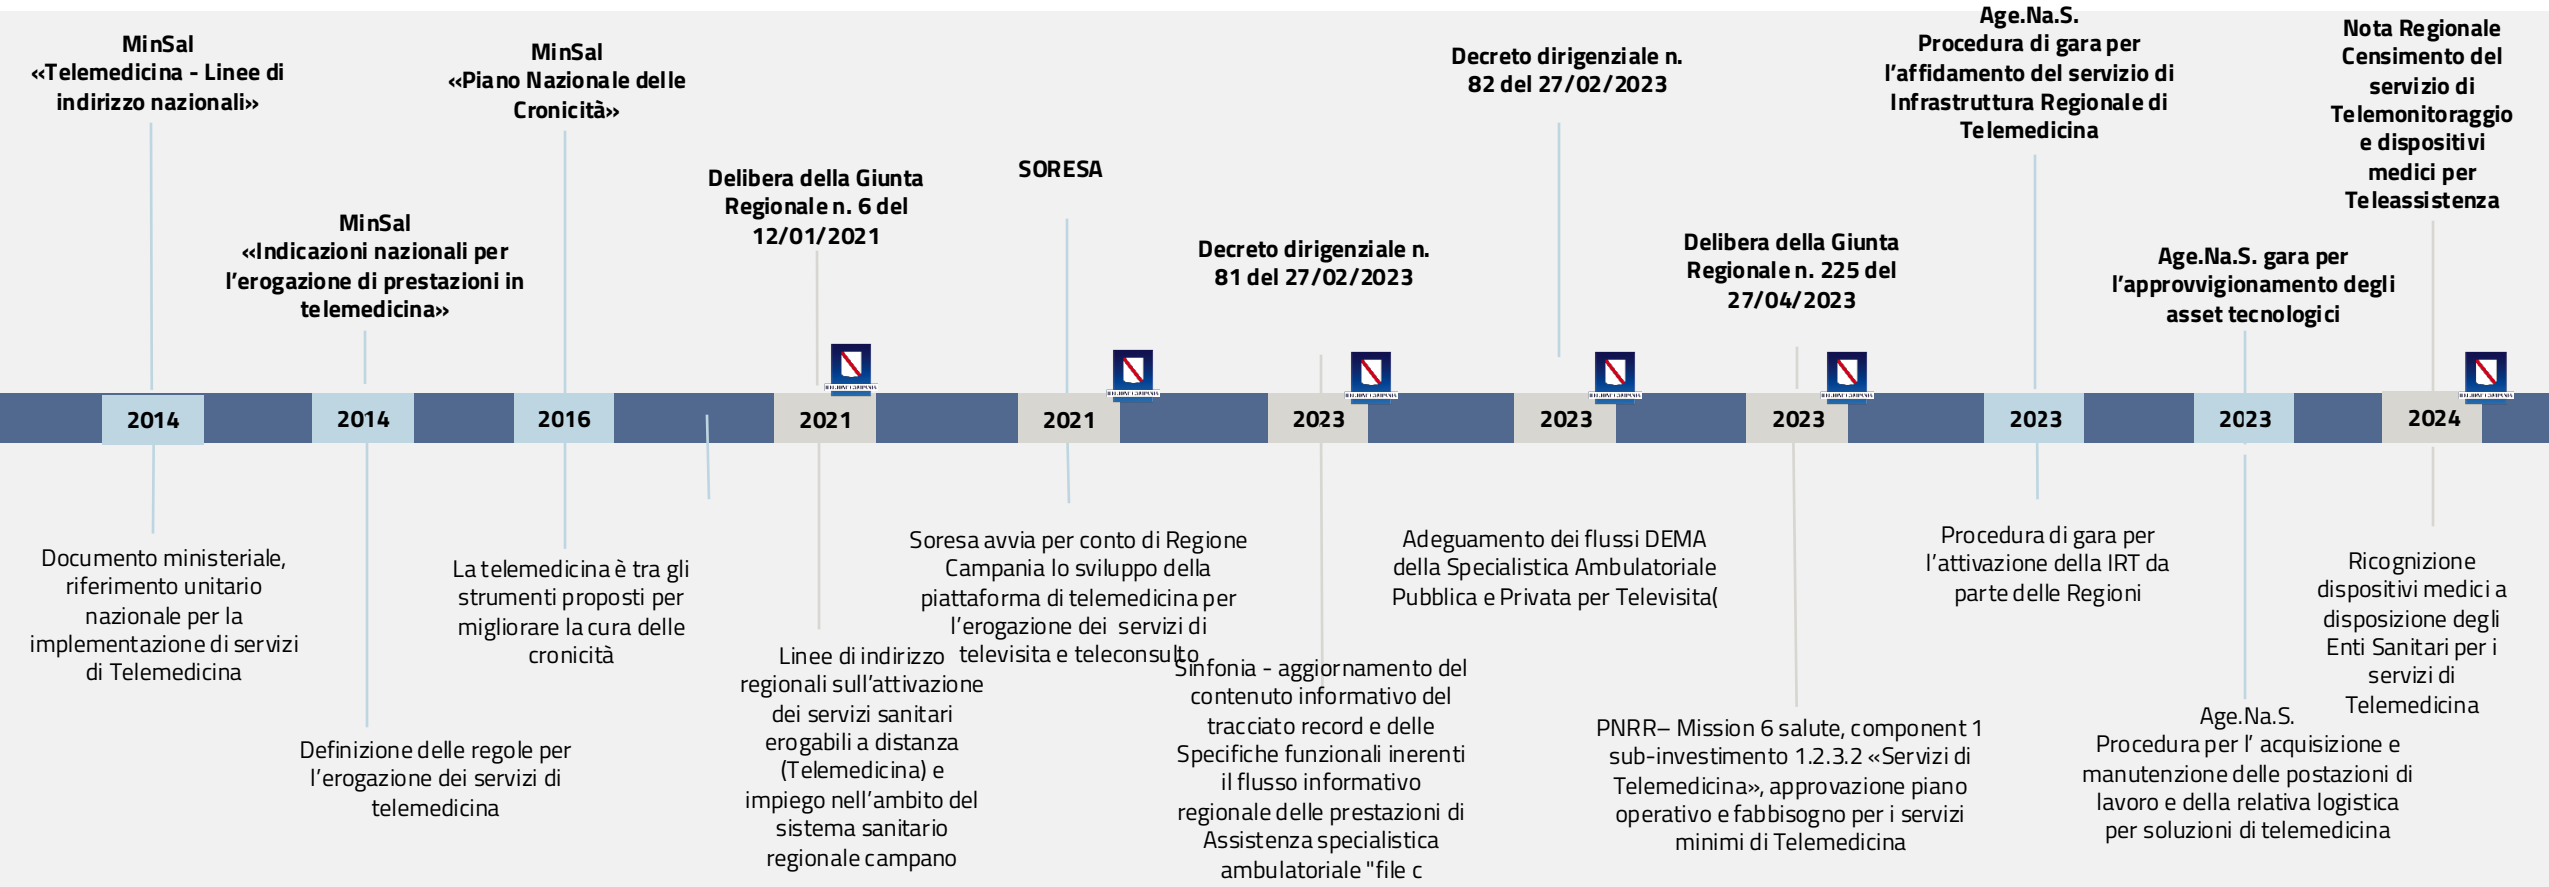 MinSal
«Telemedicina - Linee di
indirizzo nazionali»
2014
Documento ministeriale,
riferimento unitario
nazionale per la
implementazione di servizi
di Telemedicina
MinSal
«Indicazioni nazionali per
l’erogazione di prestazioni in
telemedicina»
2014
Definizione delle regole per
l’erogazione dei servizi di
telemedicina
MinSal
«Piano Nazionale delle
Cronicità»
2016
La telemedicina è tra gli
strumenti proposti per
migliorare la cura delle
cronicità
Delibera della Giunta
Regionale n. 6 del
12/01/2021
REGIONE CAMPANIA
2021
Linee di indirizzo
regionali sull’attivazione
dei servizi sanitari
erogabili a distanza
(Telemedicina) e
impiego nell’ambito del
sistema sanitario
regionale campano
SORESA
REGIONE CAMPANIA
2021
Soresa avvia per conto di Regione
Campania lo sviluppo della
piattaforma di telemedicina per
l’erogazione dei servizi di
televisita e teleconsulto
Decreto dirigenziale n.
81 del 27/02/2023
REGIONE CAMPANIA
2023
Sinfonia - aggiornamento del
contenuto informativo del
tracciato record e delle
Specifiche funzionali inerenti
il flusso informativo
regionale delle prestazioni di
Assistenza specialistica
ambulatoriale "file c
Decreto dirigenziale n.
82 del 27/02/2023
REGIONE CAMPANIA
2023
Adeguamento dei flussi DEMA
della Specialistica Ambulatoriale
Pubblica e Privata per Televisita(
Delibera della Giunta
Regionale n. 225 del
27/04/2023
REGIONE CAMPANIA
2023
PNRR– Mission 6 salute, component 1
sub-investimento 1.2.3.2 «Servizi di
Telemedicina», approvazione piano
operativo e fabbisogno per i servizi
minimi di Telemedicina
Age.Na.S.
Procedura di gara per
l’affidamento del servizio di
Infrastruttura Regionale di
Telemedicina
2023
Procedura di gara per
l’attivazione della IRT da
parte delle Regioni
Age.Na.S. gara per
l’approvvigionamento degli
asset tecnologici
2023
Age.Na.S.
Procedura per l’ acquisizione e
manutenzione delle postazioni di
lavoro e della relativa logistica
per soluzioni di telemedicina
Nota Regionale
Censimento del
servizio di
Telemonitoraggio
e dispositivi
medici per
Teleassistenza
REGIONE CAMPANIA
2024
Ricognizione
dispositivi medici a
disposizione degli
Enti Sanitari per i
servizi di
Telemedicina